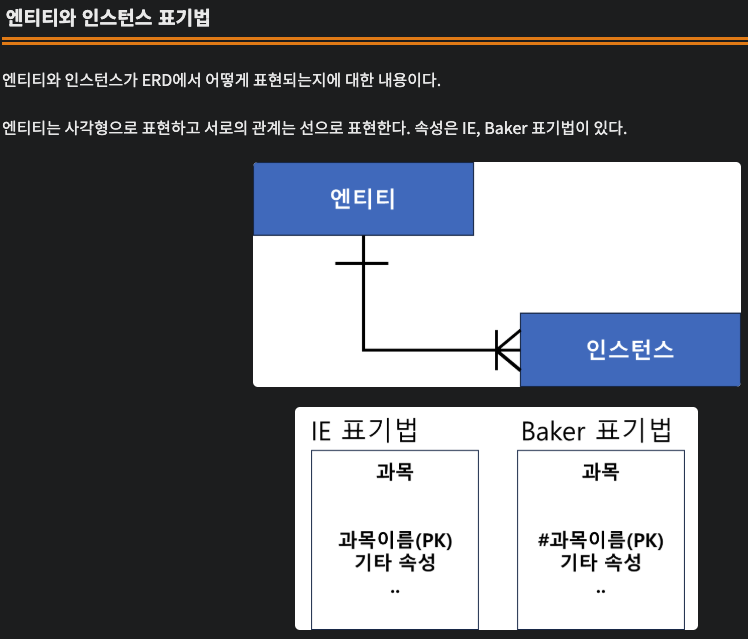 엔티티와 인스턴스 표기법
엔티티와 인스턴스가 ERD에서 어떻게 표현되는지에 대한 내용이다.
엔티티는 사각형으로 표현하고 서로의 관계는 선으로 표현한다. 속성은 IE, Baker 표기법이 있다.
엔티티
인스턴스
IE 표기법
과목
과목이름(PK)
기타 속성
..
Baker 표기법
과목
#과목이름(PK)
기타 속성
..